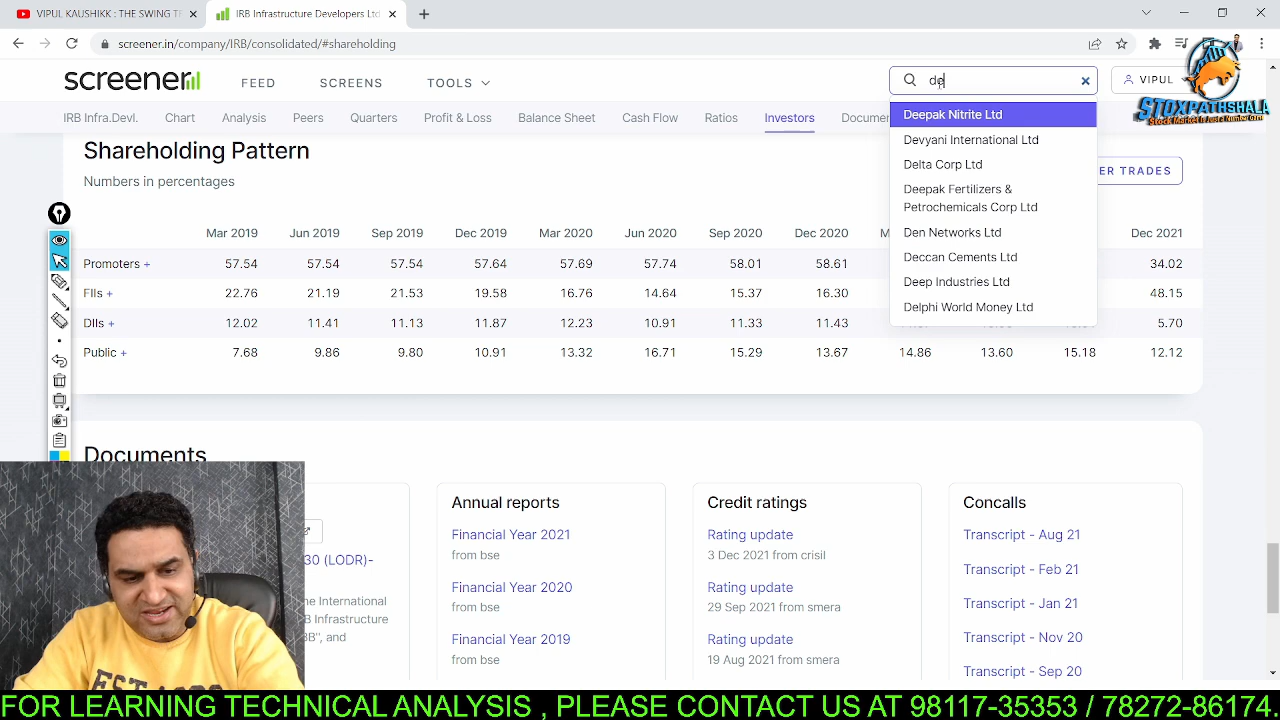 VIPUL KAUSHIKK : THE SWING T
IRB Infrastructure Developers Ltd
screener.in/company/IRB/consolidated/#shareholding
screener
FEED
SCREENS
TOOLS
de
VIPUL
STOXPATHSHALA
IRB Infra.Devl.
Chart
Analysis
Peers
Quarters
Profit & Loss
Balance Sheet
Cash Flow
Ratios
Investors
Documen
Deepak Nitrite Ltd
Devyani International Ltd
Delta Corp Ltd
Deepak Fertilizers &
Petrochemicals Corp Ltd
Den Networks Ltd
Deccan Cements Ltd
Deep Industries Ltd
Delphi World Money Ltd
Shareholding Pattern
Numbers in percentages
ER TRADES
Mar 2019 Jun 2019 Sep 2019 Dec 2019 Mar 2020 Jun 2020 Sep 2020 Dec 2020 Dec 2021
Promoters + 57.54 57.54 57.54 57.64 57.69 57.74 58.01 58.61 34.02
FIIs + 22.76 21.19 21.53 19.58 16.76 14.64 15.37 16.30 48.15
DIIs + 12.02 11.41 11.13 11.87 12.23 10.91 11.33 11.43 5.70
Public + 7.68 9.86 9.80 10.91 13.32 16.71 15.29 13.67 14.86 13.60 15.18 12.12
Documents
30 (LODR)-
he International
B Infrastructure
B", and
Annual reports
Financial Year 2021
from bse
Financial Year 2020
from bse
Financial Year 2019
from bse
Credit ratings
Rating update
3 Dec 2021 from crisil
Rating update
29 Sep 2021 from smera
Rating update
19 Aug 2021 from smera
Concalls
Transcript - Aug 21
Transcript - Feb 21
Transcript - Jan 21
Transcript - Nov 20
Transcript - Sep 20
FOR LEARNING TECHNICAL ANALYSIS , PLEASE CONTACT US AT 98117-35353 / 78272-86174.